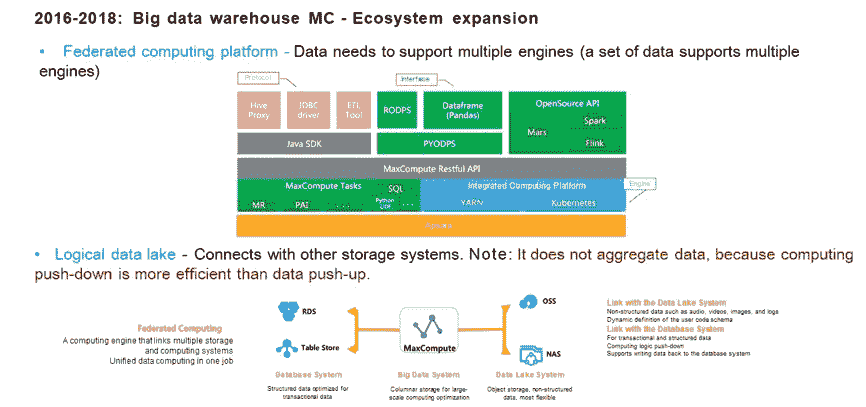 2016-2018: Big data warehouse MC - Ecosystem expansion
• Federated computing platform - Data needs to support multiple engines (a set of data supports multiple
engines)
Protocol
Interface
Hive
Proxy
JDBC
driver
ETL
Tool
RODPS
Dataframe
(Pandas)
OpenSource API
Mars
Spark
Flink
Java SDK
PYODPS
MaxCompute Restful API
MaxCompute Tasks
SQL
MR
PAI
...
Python
UDF
...
Integrated Computing Platform
YARN
Kubernetes
Engine
• Logical data lake - Connects with other storage systems. Note: It does not aggregate data, because computing
push-down is more efficient than data push-up.
Federated Computing
A computing engine that links multiple storage
and computing systems
Unified data computing in one job
RDS
Table Store
Database System
Structured data optimized for
transactional data
MaxCompute
Big Data System
Columnar storage for large-
scale computing optimization
OSS
NAS
Data Lake System
Object storage, non-structured
data, most flexible
Link with the Data Lake System
Non-structured data such as audio, videos, images, and logs
Dynamic definition of the user code schema
Link with the Database System
For transactional and structured data
Computing logic push-down
Supports writing data back to the database system